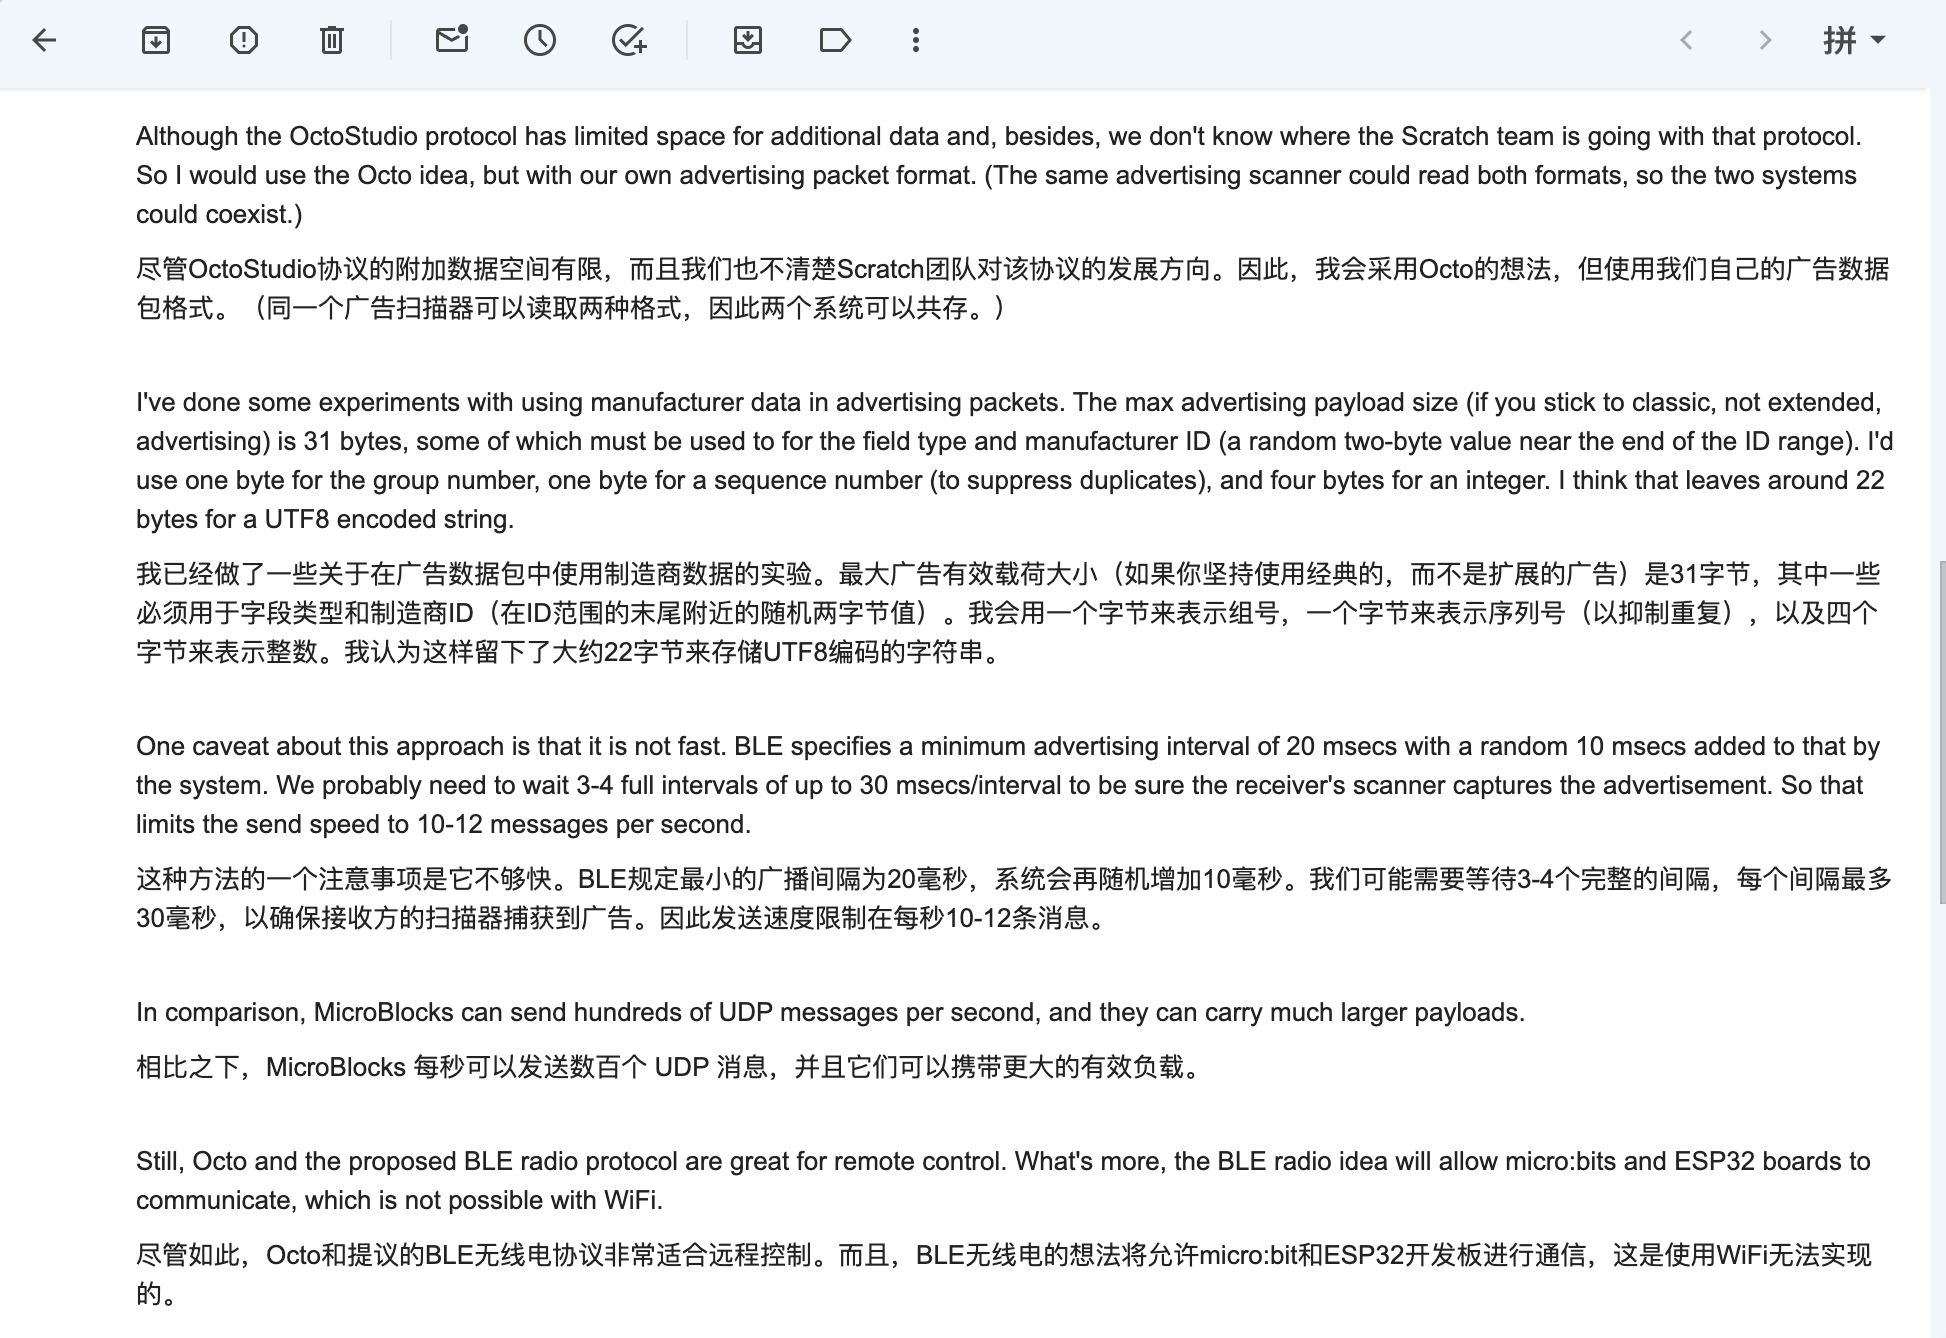 拼
Although the OctoStudio protocol has limited space for additional data and, besides, we don't know where the Scratch team is going with that protocol.
So I would use the Octo idea, but with our own advertising packet format. (The same advertising scanner could read both formats, so the two systems
could coexist.)
尽管OctoStudio协议的附加数据空间有限，而且我们也不清楚Scratch团队对该协议的发展方向。因此，我会采用Octo的想法，但使用我们自己的广告数据
包格式。（同一个广告扫描器可以读取两种格式，因此两个系统可以共存。）
I've done some experiments with using manufacturer data in advertising packets. The max advertising payload size (if you stick to classic, not extended,
advertising) is 31 bytes, some of which must be used to for the field type and manufacturer ID (a random two-byte value near the end of the ID range). I'd
use one byte for the group number, one byte for a sequence number (to suppress duplicates), and four bytes for an integer. I think that leaves around 22
bytes for a UTF8 encoded string.
我已经做了一些关于在广告数据包中使用制造商数据的实验。最大广告有效载荷大小（如果你坚持使用经典的，而不是扩展的广告）是31字节，其中一些
必须用于字段类型和制造商ID（在ID范围的末尾附近的随机两字节值）。我会用一个字节来表示组号，一个字节来表示序列号（以抑制重复），以及四个
字节来表示整数。我认为这样留下了大约22字节来存储UTF8编码的字符串。
One caveat about this approach is that it is not fast. BLE specifies a minimum advertising interval of 20 msecs with a random 10 msecs added to that by
the system. We probably need to wait 3-4 full intervals of up to 30 msecs/interval to be sure the receiver's scanner captures the advertisement. So that
limits the send speed to 10-12 messages per second.
这种方法的一个注意事项是它不够快。BLE规定最小的广播间隔为20毫秒，系统会再随机增加10毫秒。我们可能需要等待3-4个完整的间隔，每个间隔最多
30毫秒，以确保接收方的扫描器捕获到广告。因此发送速度限制在每秒10-12条消息。
In comparison, MicroBlocks can send hundreds of UDP messages per second, and they can carry much larger payloads.
相比之下，MicroBlocks 每秒可以发送数百个 UDP 消息，并且它们可以携带更大的有效负载。
Still, Octo and the proposed BLE radio protocol are great for remote control. What's more, the BLE radio idea will allow micro:bits and ESP32 boards to
communicate, which is not possible with WiFi.
尽管如此，Octo和提议的BLE无线电协议非常适合远程控制。而且，BLE无线电的想法将允许micro:bit和ESP32开发板进行通信，这是使用WiFi无法实现
的。